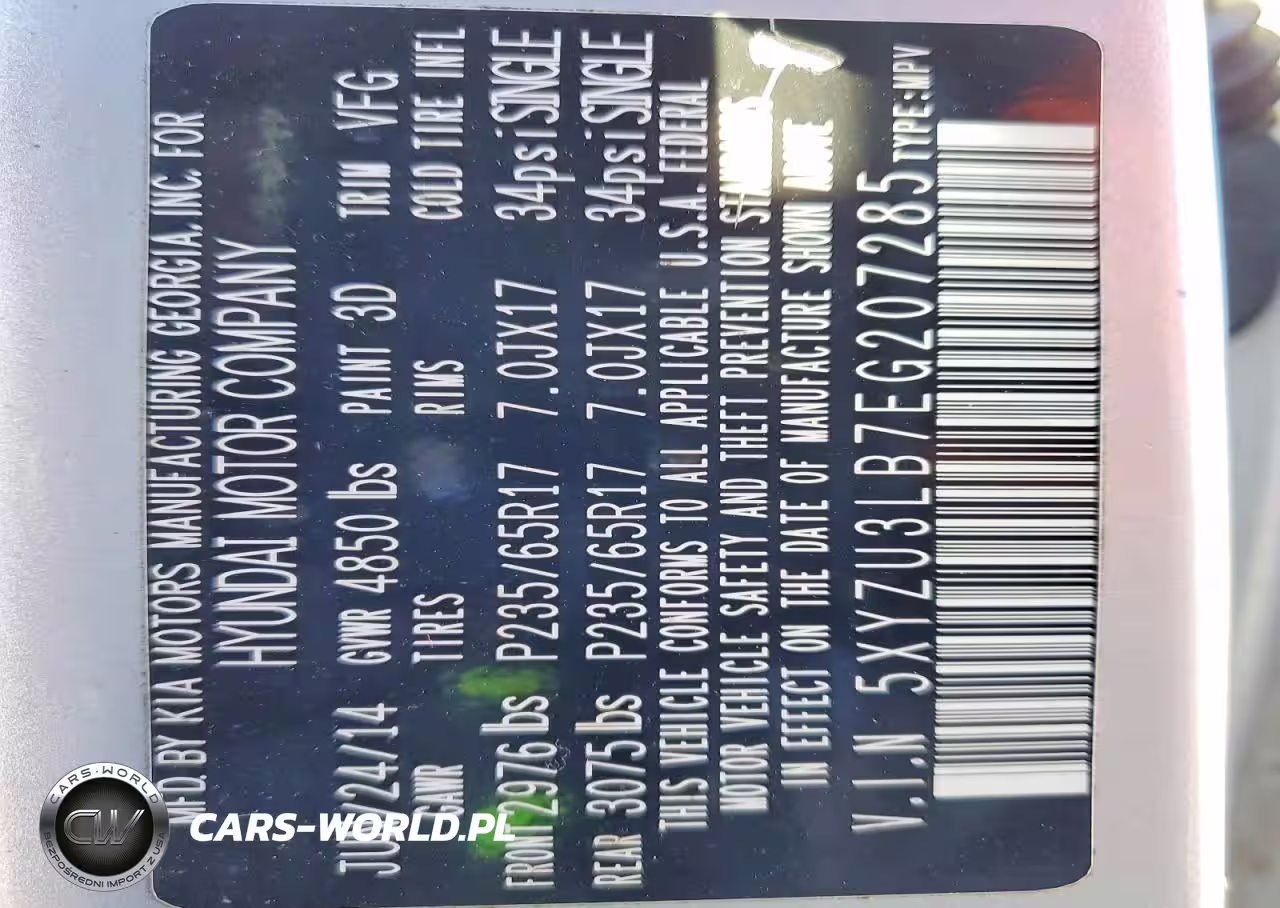 MFD. BY KIA MOTORS MANUFACTURING GEORGIA, INC. FOR
HYUNDAI MOTOR COMPANY
/24/14 GWR 4850 lbs PAINT 3D TRIM VFG
GAWR TIRES RIMS COLD TIRE INFL
FRONT 2976 lbs P235/65R17 7.0JX17 34psi SINGLE
REAR 3075 lbs P235/65R17 7.0JX17 34psi SINGLE
THIS VEHICLE CONFORMS TO ALL APPLICABLE U.S.A. FEDERAL
MOTOR VEHICLE SAFETY AND THEFT PREVENTION STANDARDS
IN EFFECT ON THE DATE OF MANUFACTURE SHOWN ABOVE
V.I.N 5XYZU3LB7EG207285 TYPE:MPV
CARS-WORLD
CW
BEZPOŚREDNI IMPORT Z USA
CARS-WORLD.PL